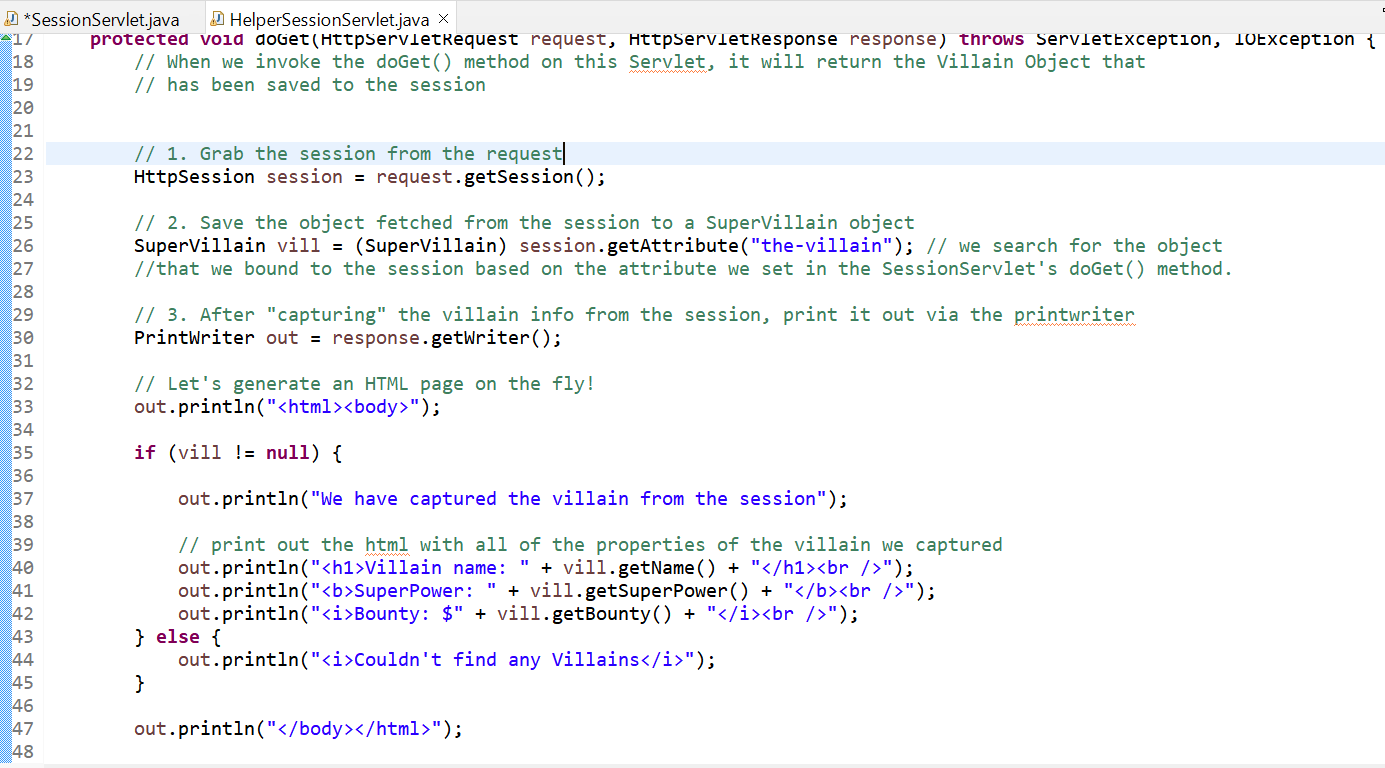 *SessionServlet.java HelperSessionServlet.java ×
17 protected void doGet(HttpServletRequest request, HttpServletResponse response) throws ServletException, IOException {
18 // When we invoke the doGet() method on this Servlet, it will return the Villain Object that
19 // has been saved to the session
20
21
22 // 1. Grab the session from the request
23 HttpSession session = request.getSession();
24
25 // 2. Save the object fetched from the session to a SuperVillain object
26 SuperVillain vill = (SuperVillain) session.getAttribute("the-villain"); // we search for the object
27 //that we bound to the session based on the attribute we set in the SessionServlet's doGet() method.
28
29 // 3. After "capturing" the villain info from the session, print it out via the printwriter
30 PrintWriter out = response.getWriter();
31
32 // Let's generate an HTML page on the fly!
33 out.println("<html><body>");
34
35 if (vill != null) {
36
37 out.println("We have captured the villain from the session");
38
39 // print out the html with all of the properties of the villain we captured
40 out.println("<h1>Villain name: " + vill.getName() + "</h1><br />");
41 out.println("<b>SuperPower: " + vill.getSuperPower() + "</b><br />");
42 out.println("<i>Bounty: $" + vill.getBounty() + "</i><br />");
43 } else {
44 out.println("<i>Couldn't find any Villains</i>");
45 }
46
47 out.println("</body></html>");
48